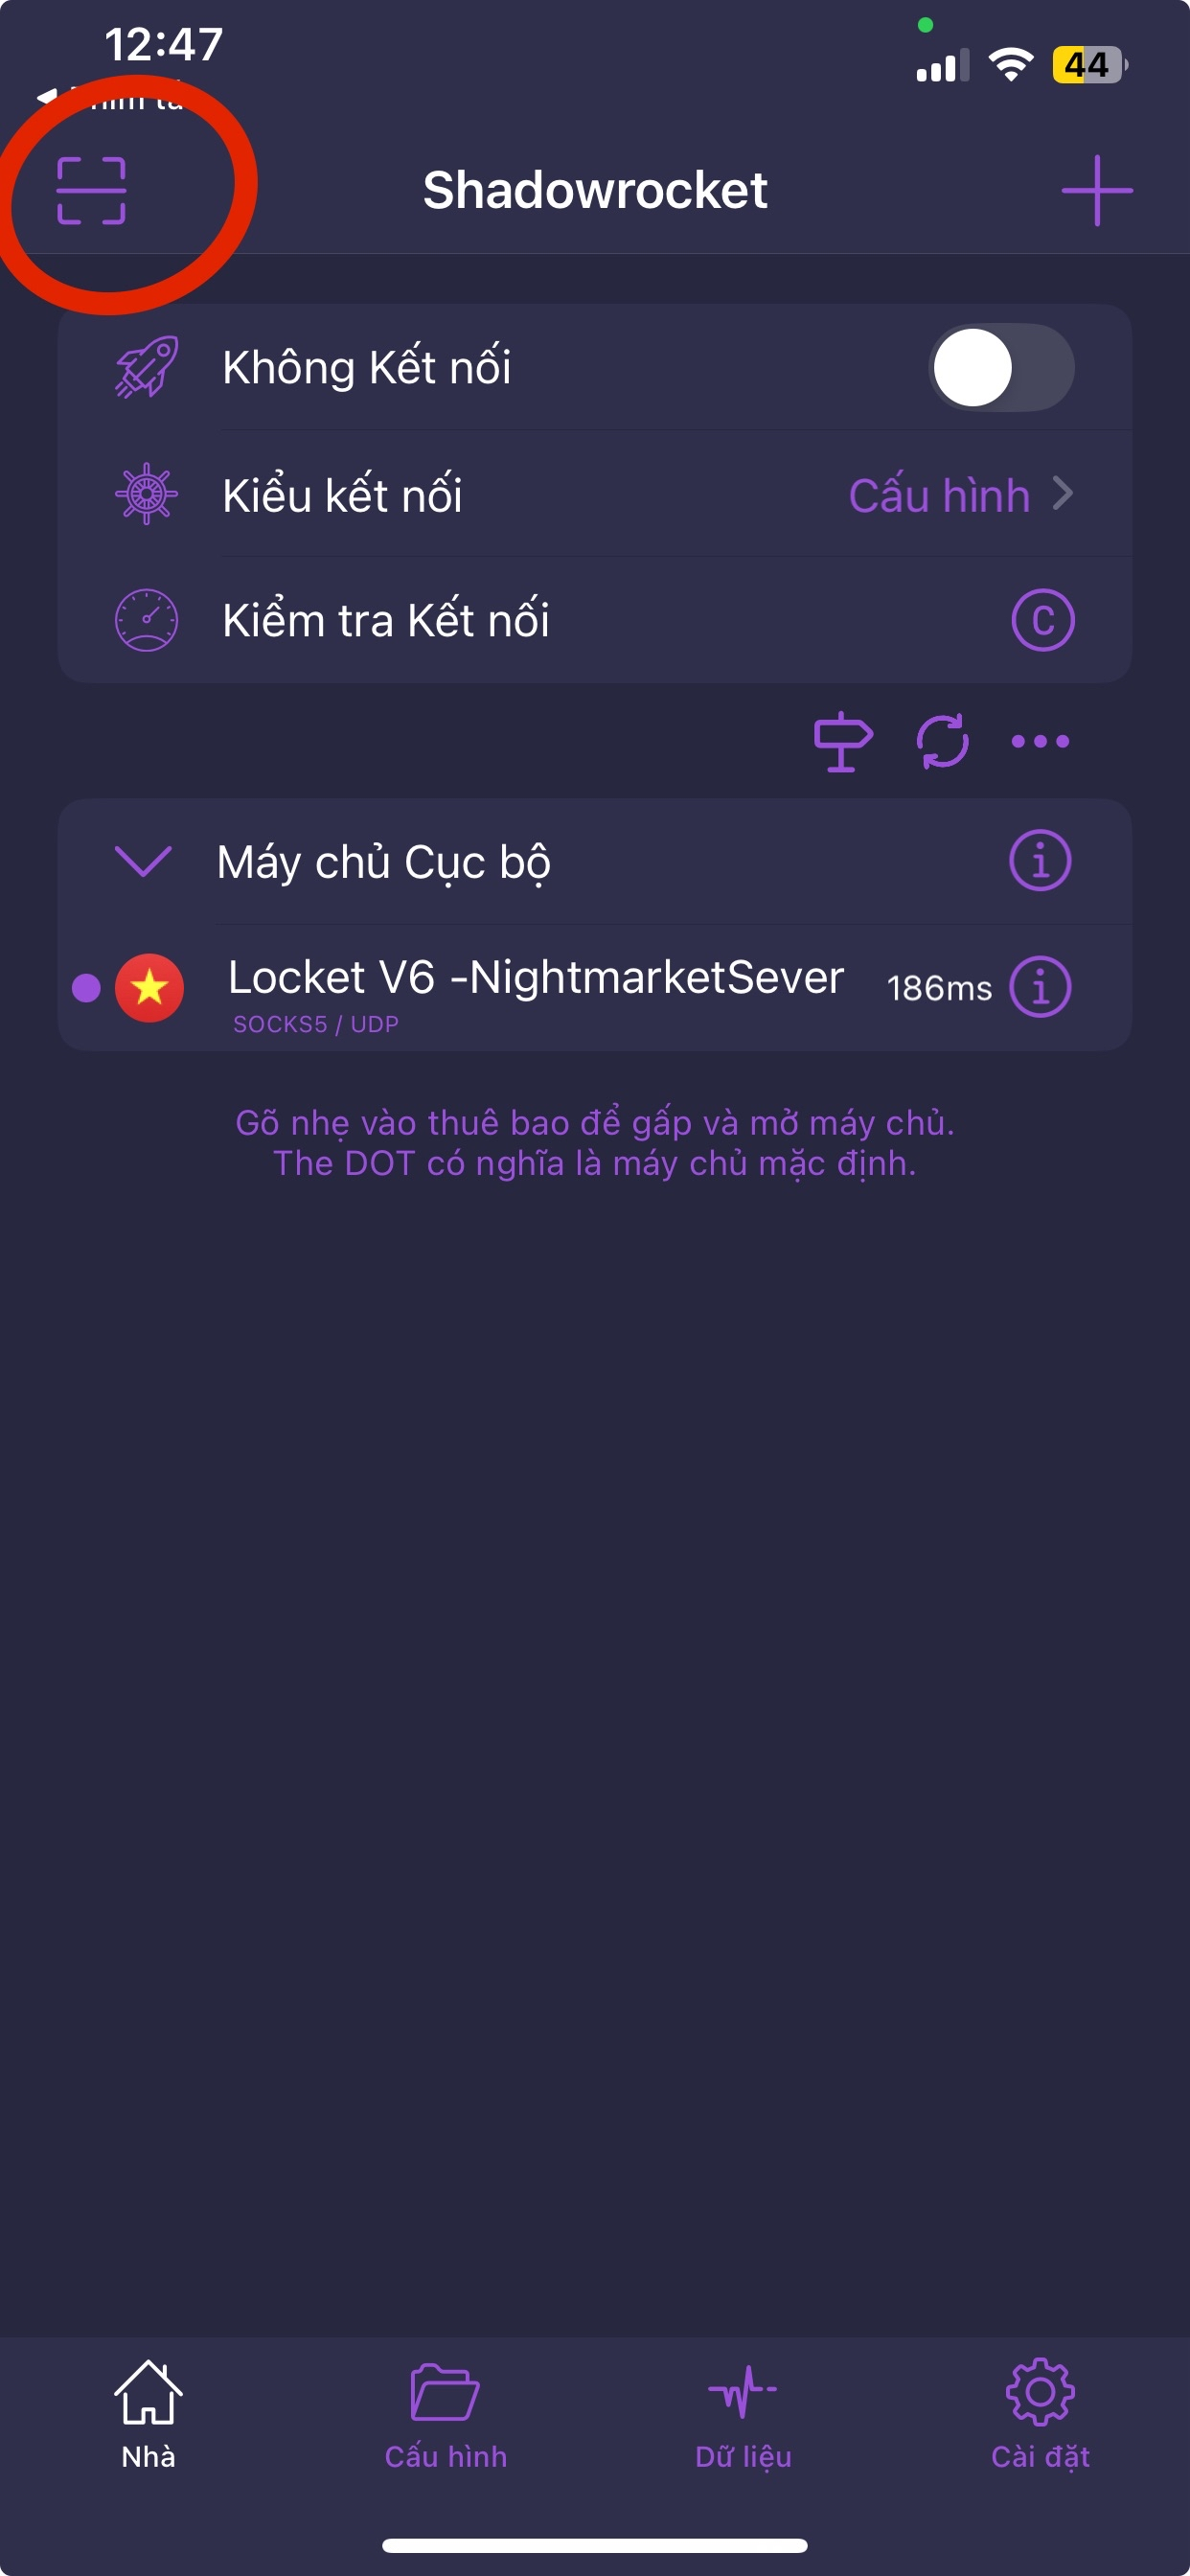 12:47
44
Shadowrocket
Không Kết nối
Kiểu kết nối
Cấu hình
Kiểm tra Kết nối
C
Máy chủ Cục bộ
Locket V6 -NightmarketSever
186ms
SOCKS5 / UDP
Gõ nhẹ vào thuê bao để gấp và mở máy chủ.
The DOT có nghĩa là máy chủ mặc định.
Nhà
Cấu hình
Dữ liệu
Cài đặt